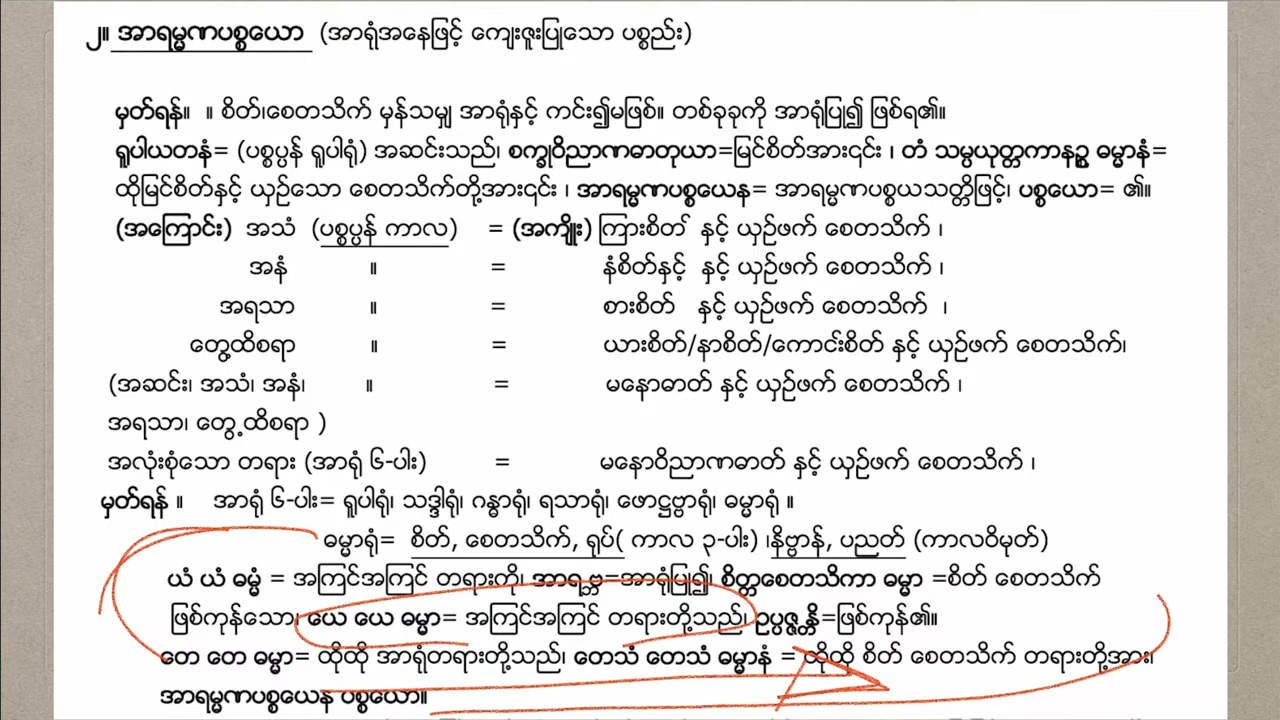 ၂။ အာရမ္မဏပစ္စယော (အာရုံအနေဖြင့် ကျေးဇူးပြုသော ပစ္စည်း)
မှတ်ရန်။ ။ စိတ်၊စေတသိက် မှန်သမျှ အာရုံနှင့် ကင်း၍မဖြစ်။ တစ်ခုခုကို အာရုံပြု၍ ဖြစ်ရ၏။
ရူပါယတနံ= (ပစ္စပ္ပန် ရူပါရုံ) အဆင်းသည်၊ စက္ခုဝိညာဏဓာတုယာ=မြင်စိတ်အား၎င်း ၊ တံ သမ္ပယုတ္တကာနဉ္စ ဓမ္မာနံ=
ထိုမြင်စိတ်နှင့် ယှဉ်သော စေတသိက်တို့အား၎င်း ၊ အာရမ္မဏပစ္စယေန= အာရမ္မဏပစ္စယသတ္တိဖြင့်၊ ပစ္စယော= ၏။
(အကြောင်း) အသံ (ပစ္စပ္ပန် ကာလ) = (အကျိုး) ကြားစိတ် နှင့် ယှဉ်ဖက် စေတသိက် ၊
အနံ ။ = နံစိတ်နှင့် နှင့် ယှဉ်ဖက် စေတသိက် ၊
အရသာ ။ = စားစိတ် နှင့် ယှဉ်ဖက် စေတသိက် ၊
တွေ့ထိစရာ ။ = ယားစိတ်/နာစိတ်/ကောင်းစိတ် နှင့် ယှဉ်ဖက် စေတသိက်၊
(အဆင်း၊ အသံ၊ အနံ၊ ။ = မနောဓာတ် နှင့် ယှဉ်ဖက် စေတသိက် ၊
အရသာ၊ တွေ့ထိစရာ )
အလုံးစုံသော တရား (အာရုံ ၆-ပါး) = မနောဝိညာဏဓာတ် နှင့် ယှဉ်ဖက် စေတသိက် ၊
မှတ်ရန် ။ အာရုံ ၆-ပါး= ရူပါရုံ၊ သဒ္ဒါရုံ၊ ဂန္ဓာရုံ၊ ရသာရုံ၊ ဖောဋ္ဌဗ္ဗာရုံ၊ ဓမ္မာရုံ ။
ဓမ္မာရုံ= စိတ်, စေတသိက်, ရုပ်( ကာလ ၃-ပါး) ၊နိဗ္ဗာန်, ပညတ် (ကာလဝိမုတ်)
ယံ ယံ ဓမ္မံ = အကြင်အကြင် တရားကို၊ အာရဗ္ဘ=အာရုံပြု၍၊ စိတ္တစေတသိကာ ဓမ္မာ =စိတ် စေတသိက်
ဖြစ်ကုန်သော၊ ယေ ယေ ဓမ္မာ= အကြင်အကြင် တရားတို့သည်၊ ဥပ္ပဇ္ဇန္တိ=ဖြစ်ကုန်၏။
တေ တေ ဓမ္မာ= ထိုထို အာရုံတရားတို့သည်၊ တေသံ တေသံ ဓမ္မာနံ = ထိုထို စိတ် စေတသိက် တရားတို့အား၊
အာရမ္မဏပစ္စယေန ပစ္စယော။